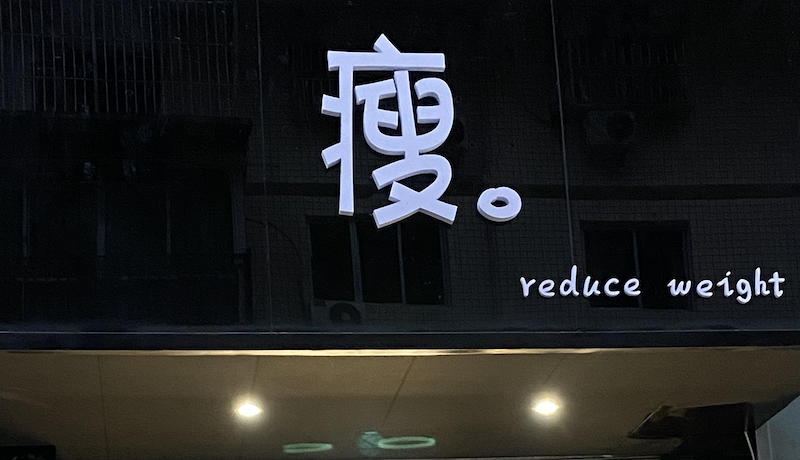 瘦。
reduce weight